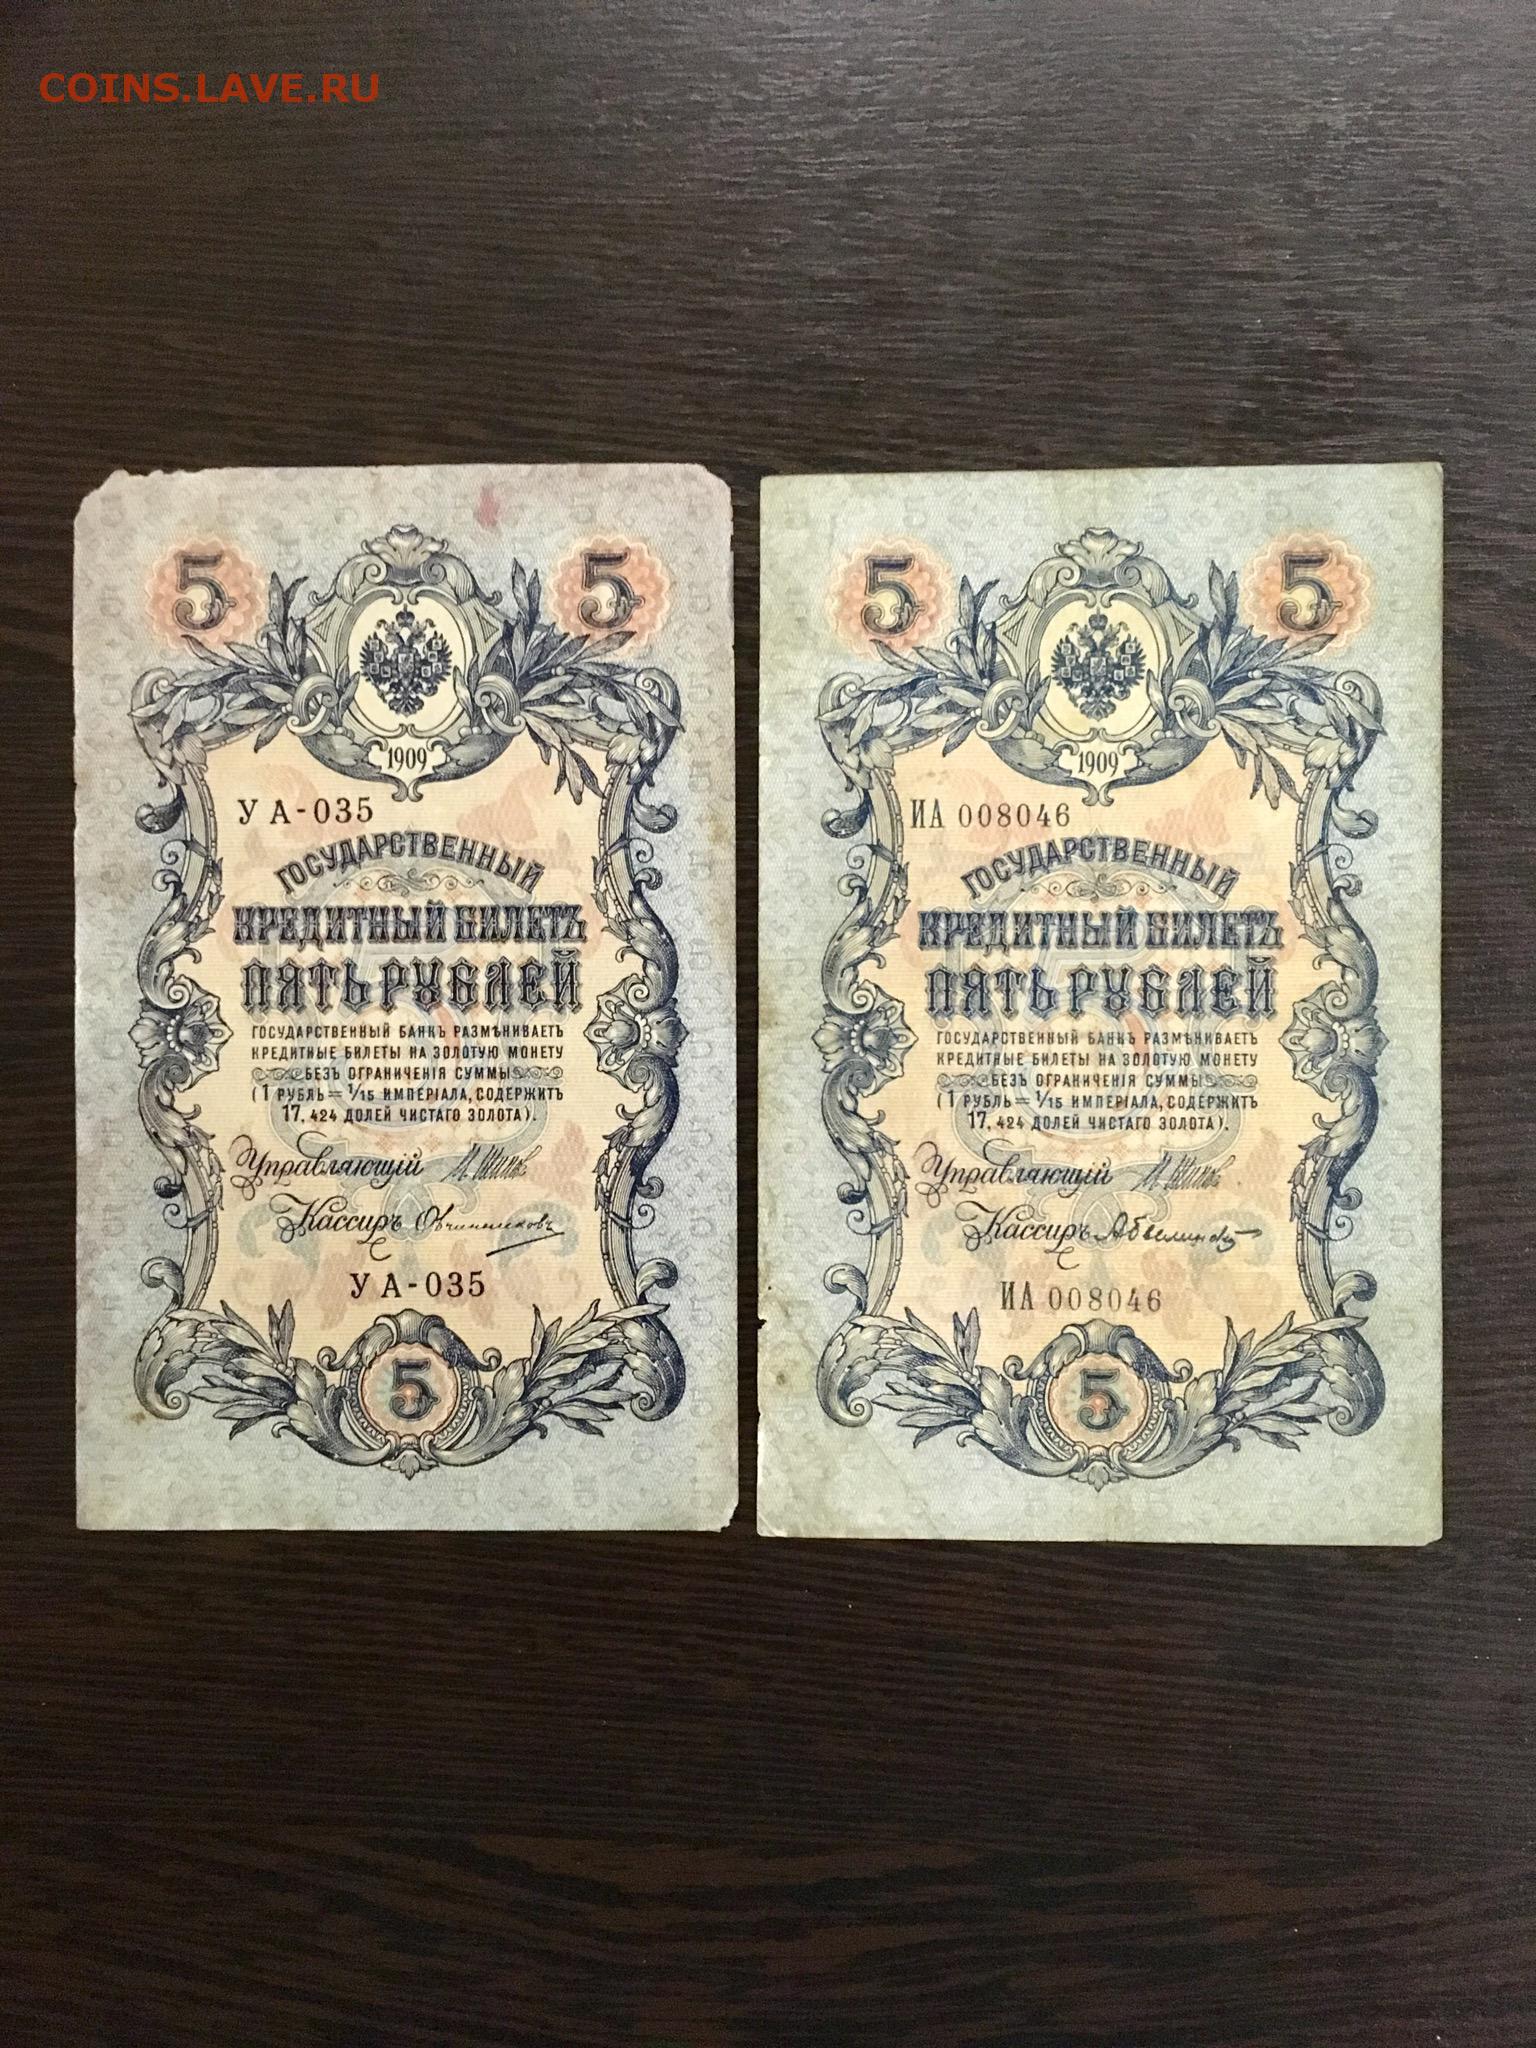 COINS.LAVE.RU
5 5
1909
УА-035
ГОСУДАРСТВЕННЫЙ
КРЕДИТНЫЙ БИЛЕТЪ
ПЯТЬ РУБЛЕЙ
ГОСУДАРСТВЕННЫЙ БАНКЪ РАЗМѢНИВАЕТЪ
КРЕДИТНЫЕ БИЛЕТЫ НА ЗОЛОТУЮ МОНЕТУ
БЕЗЪ ОГРАНИЧЕНІЯ СУММЫ
(1 РУБЛЬ = 1/15 ИМПЕРІАЛА, СОДЕРЖИТЪ
17,424 ДОЛЕЙ ЧИСТАГО ЗОЛОТА).
Управляющій И. Шипов
Кассиръ Овчинниковъ
УА-035
5
5 5
1909
ИА 008046
ГОСУДАРСТВЕННЫЙ
КРЕДИТНЫЙ БИЛЕТЪ
ПЯТЬ РУБЛЕЙ
ГОСУДАРСТВЕННЫЙ БАНКЪ РАЗМѢНИВАЕТЪ
КРЕДИТНЫЕ БИЛЕТЫ НА ЗОЛОТУЮ МОНЕТУ
БЕЗЪ ОГРАНИЧЕНІЯ СУММЫ
(1 РУБЛЬ = 1/15 ИМПЕРІАЛА, СОДЕРЖИТЪ
17,424 ДОЛЕЙ ЧИСТАГО ЗОЛОТА).
Управляющій И. Шипов
Кассиръ
ИА 008046
5